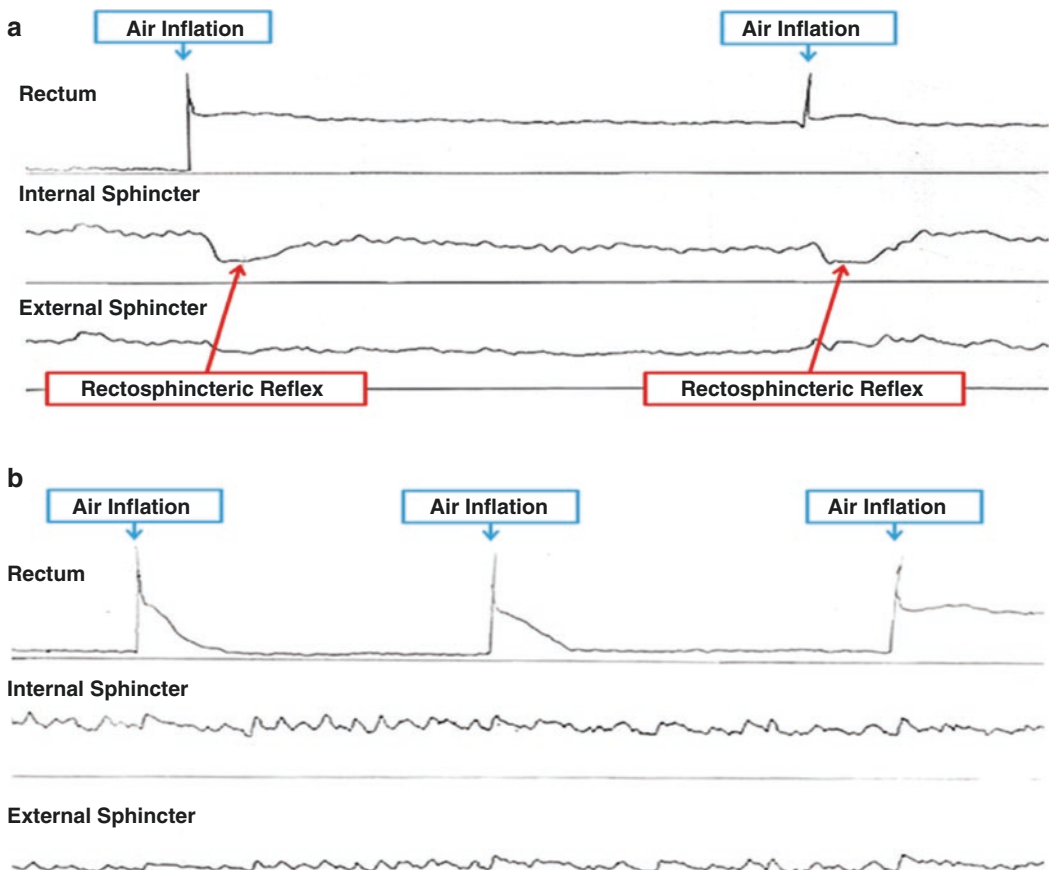 a
Air Inflation
Air Inflation
Rectum
Internal Sphincter
External Sphincter
Rectosphincteric Reflex
Rectosphincteric Reflex
b
Air Inflation
Air Inflation
Air Inflation
Rectum
Internal Sphincter
External Sphincter